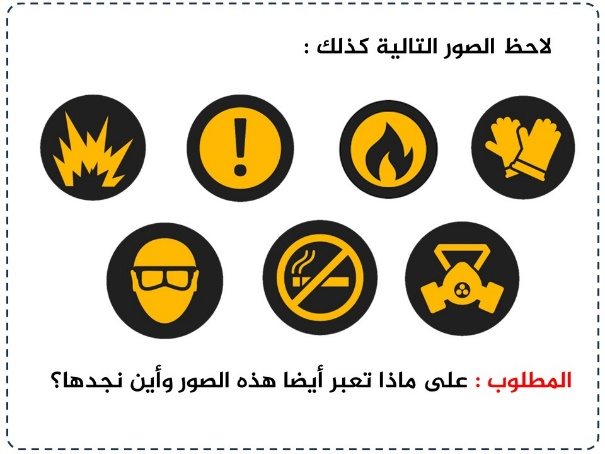 لاحظ الصور التالية كذلك :
المطلوب : على ماذا تعبر أيضا هذه الصور وأين نجدها؟